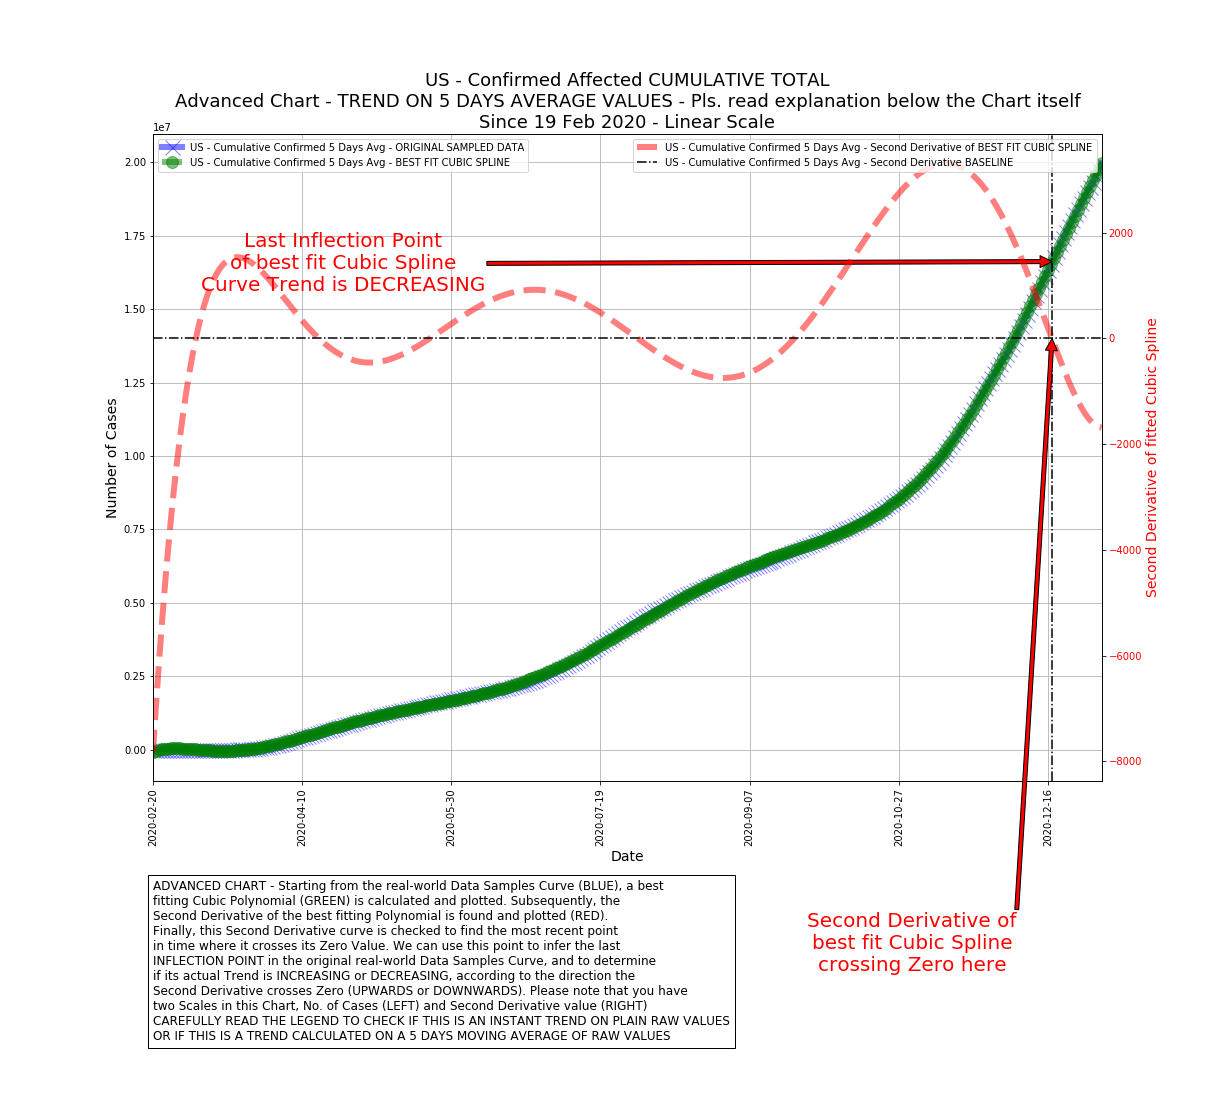 US - Confirmed Affected CUMULATIVE TOTAL
Advanced Chart - TREND ON 5 DAYS AVERAGE VALUES - Pls. read explanation below the Chart itself
Since 19 Feb 2020 - Linear Scale
1e7
US - Cumulative Confirmed 5 Days Avg - ORIGINAL SAMPLED DATA
US - Cumulative Confirmed 5 Days Avg - BEST FIT CUBIC SPLINE
US - Cumulative Confirmed 5 Days Avg - Second Derivative of BEST FIT CUBIC SPLINE
US - Cumulative Confirmed 5 Days Avg - Second Derivative BASELINE
Last Inflection Point
of best fit Cubic Spline
Curve Trend is DECREASING
2.00
1.75
1.50
1.25
1.00
0.75
0.50
0.25
0.00
Number of Cases
2000
0
−2000
−4000
−6000
−8000
Second Derivative of fitted Cubic Spline
2020-02-20
2020-04-10
2020-05-30
2020-07-19
2020-09-07
2020-10-27
2020-12-16
Date
Second Derivative of
best fit Cubic Spline
crossing Zero here
ADVANCED CHART - Starting from the real-world Data Samples Curve (BLUE), a best
fitting Cubic Polynomial (GREEN) is calculated and plotted. Subsequently, the
Second Derivative of the best fitting Polynomial is found and plotted (RED).
Finally, this Second Derivative curve is checked to find the most recent point
in time where it crosses its Zero Value. We can use this point to infer the last
INFLECTION POINT in the original real-world Data Samples Curve, and to determine
if its actual Trend is INCREASING or DECREASING, according to the direction the
Second Derivative crosses Zero (UPWARDS or DOWNWARDS). Please note that you have
two Scales in this Chart, No. of Cases (LEFT) and Second Derivative value (RIGHT)
CAREFULLY READ THE LEGEND TO CHECK IF THIS IS AN INSTANT TREND ON PLAIN RAW VALUES
OR IF THIS IS A TREND CALCULATED ON A 5 DAYS MOVING AVERAGE OF RAW VALUES